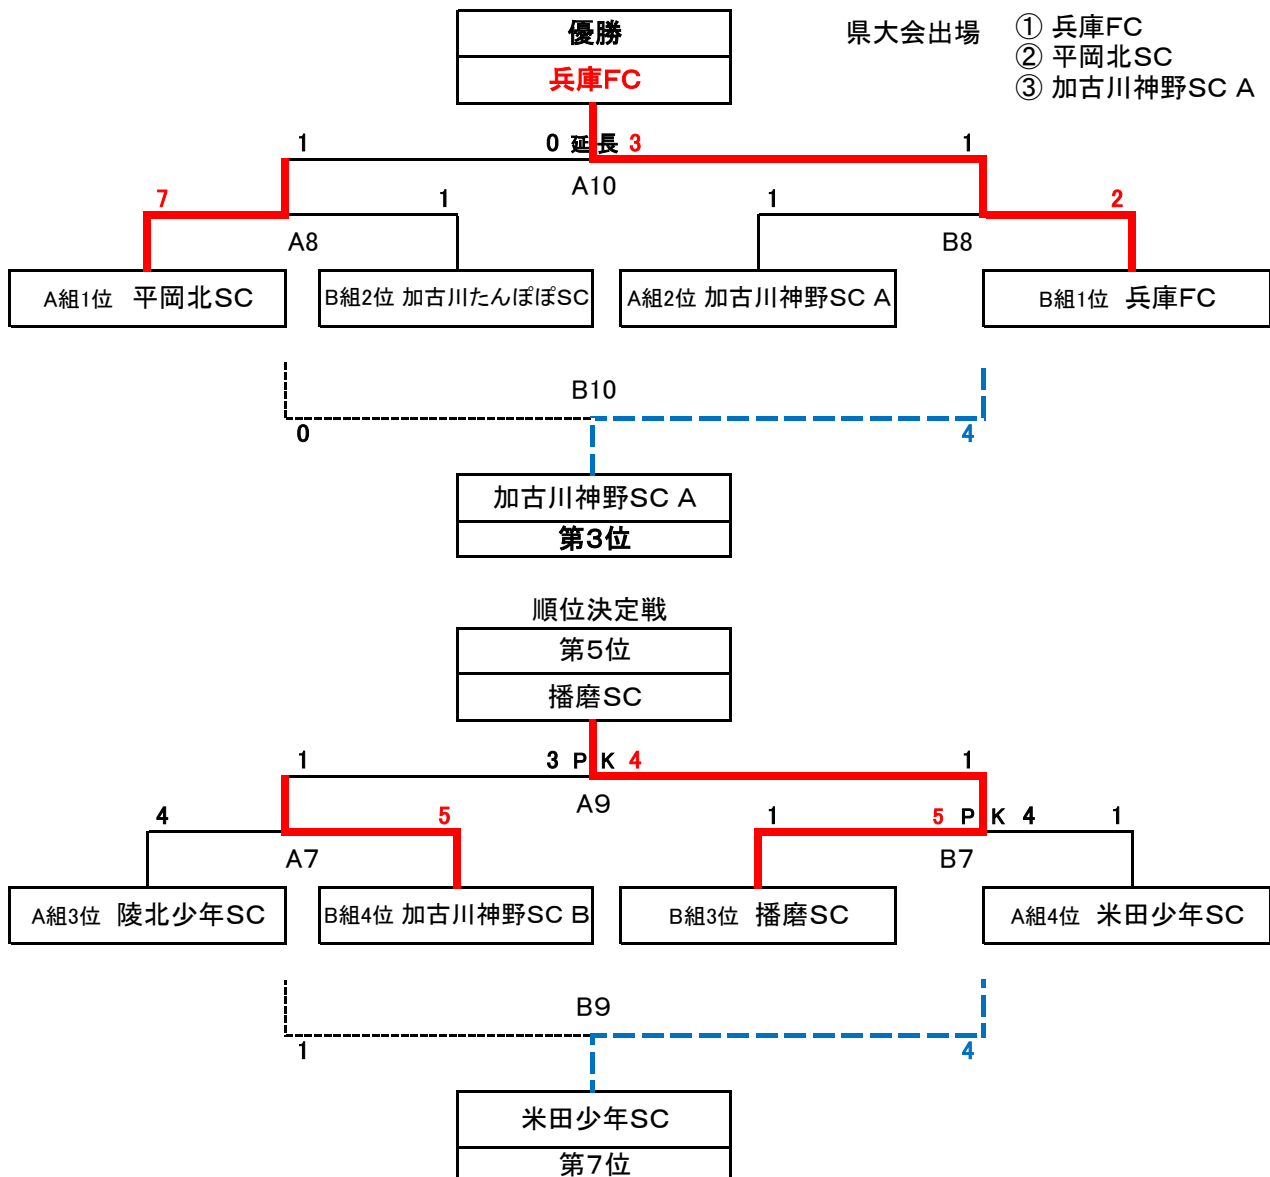 優勝
兵庫FC
県大会出場
① 兵庫FC
② 平岡北SC
③ 加古川神野SC A
1 0 延長 3 1
A10
7 1 1 2
A8 B8
A組1位 平岡北SC
B組2位 加古川たんぽぽSC
A組2位 加古川神野SC A
B組1位 兵庫FC
B10
0 4
加古川神野SC A
第3位
順位決定戦
第5位
播磨SC
1 3 PK 4 1
A9
4 5 1 5 PK 4 1
A7 B7
A組3位 陵北少年SC
B組4位 加古川神野SC B
B組3位 播磨SC
A組4位 米田少年SC
B9
1 4
米田少年SC
第7位